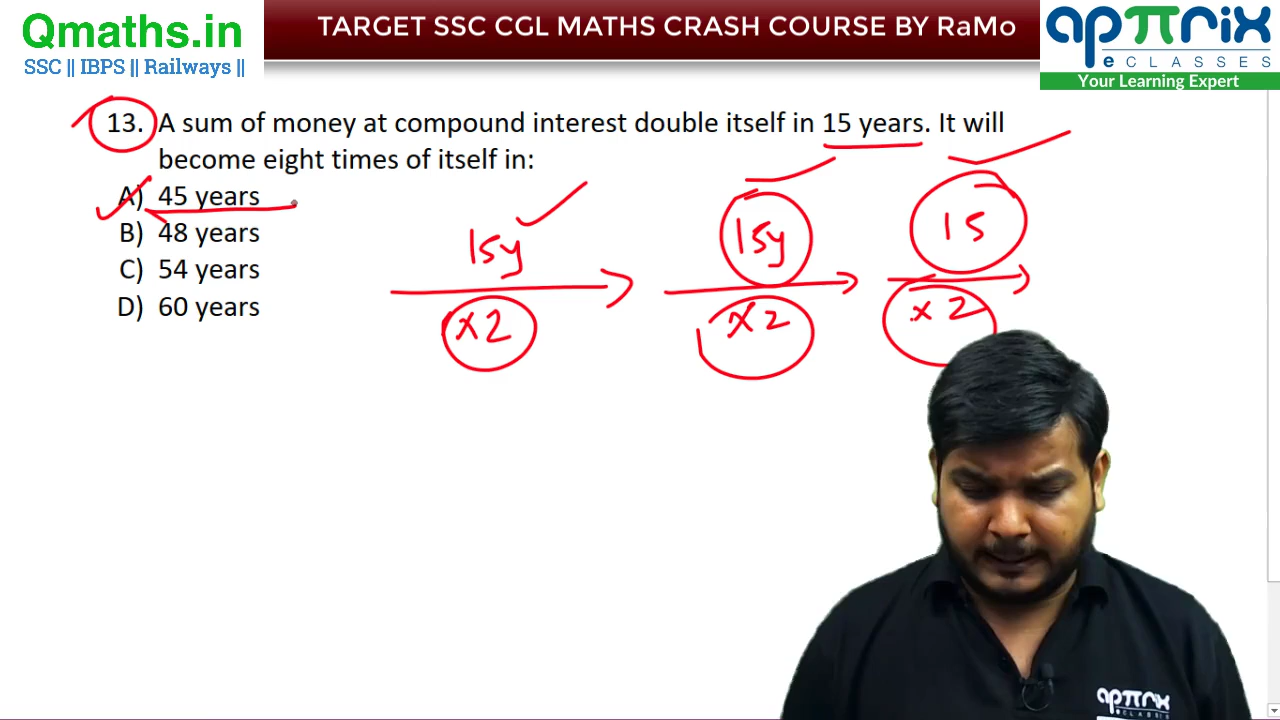 Qmaths.in
SSC || IBPS || Railways ||
TARGET SSC CGL MATHS CRASH COURSE BY RaMo
apπrix
e CLASSES
Your Learning Expert
13. A sum of money at compound interest double itself in 15 years. It will
become eight times of itself in:
A) 45 years
B) 48 years
C) 54 years
D) 60 years
15y
x2
15y
x2
15
x2
apπrix
e CLASSES